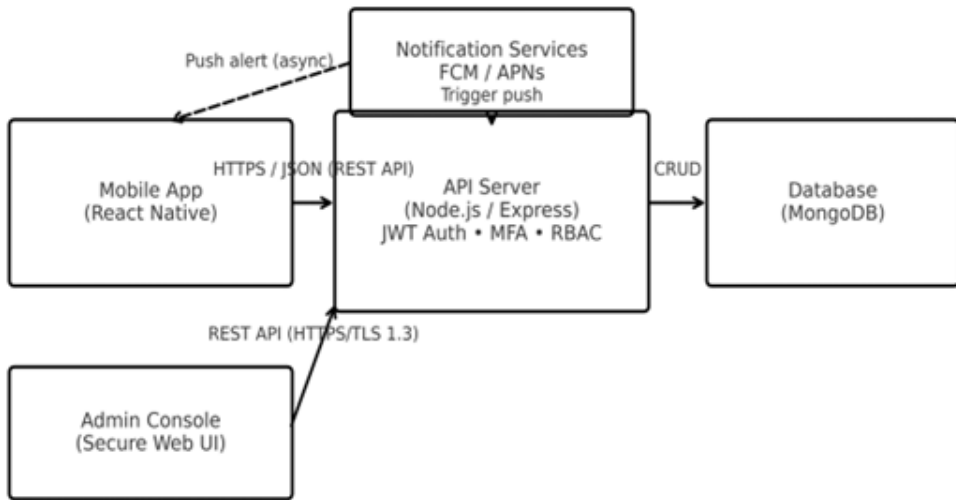 Notification Services
FCM / APNs
Trigger push
Push alert (async)
HTTPS / JSON (REST API)
CRUD
Mobile App
(React Native)
API Server
(Node.js / Express)
JWT Auth • MFA • RBAC
Database
(MongoDB)
REST API (HTTPS/TLS 1.3)
Admin Console
(Secure Web UI)